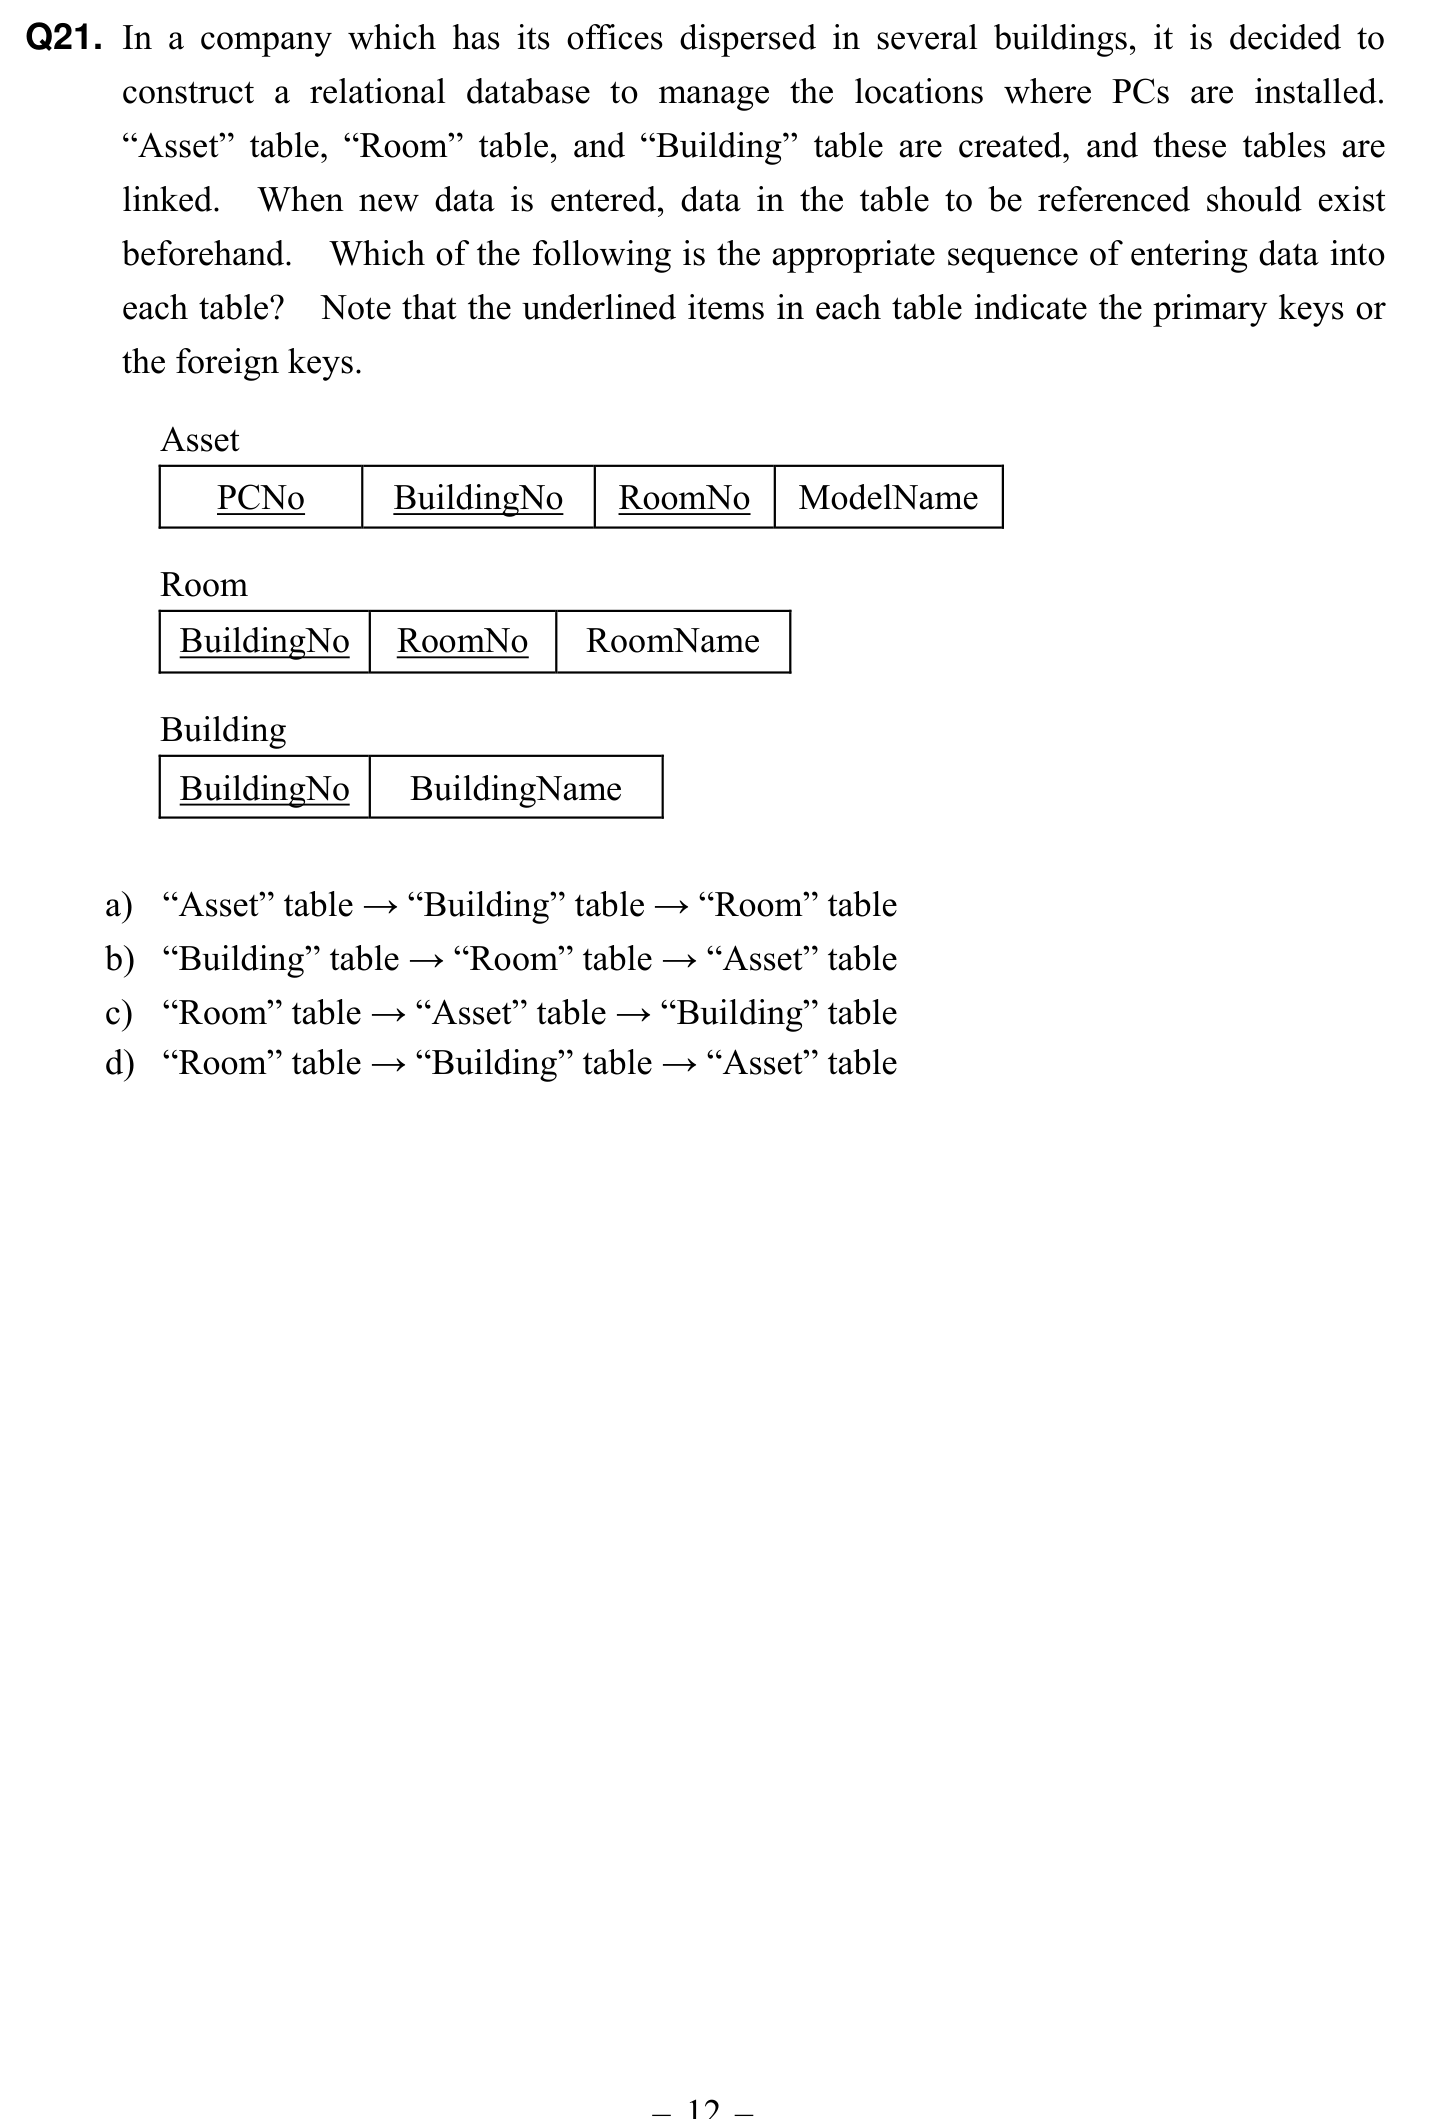 Q21. In a company which has its offices dispersed in several buildings, it is decided to
construct a relational database to manage the locations where PCs are installed.
“Asset” table, “Room” table, and “Building” table are created, and these tables are
linked. When new data is entered, data in the table to be referenced should exist
beforehand. Which of the following is the appropriate sequence of entering data into
each table? Note that the underlined items in each table indicate the primary keys or
the foreign keys.
Asset
PCNo BuildingNo RoomNo ModelName
Room
BuildingNo RoomNo RoomName
Building
BuildingNo BuildingName
a) “Asset” table → “Building” table → “Room” table
b) “Building” table → “Room” table → “Asset” table
c) “Room” table → “Asset” table → “Building” table
d) “Room” table → “Building” table → “Asset” table
– 12 –